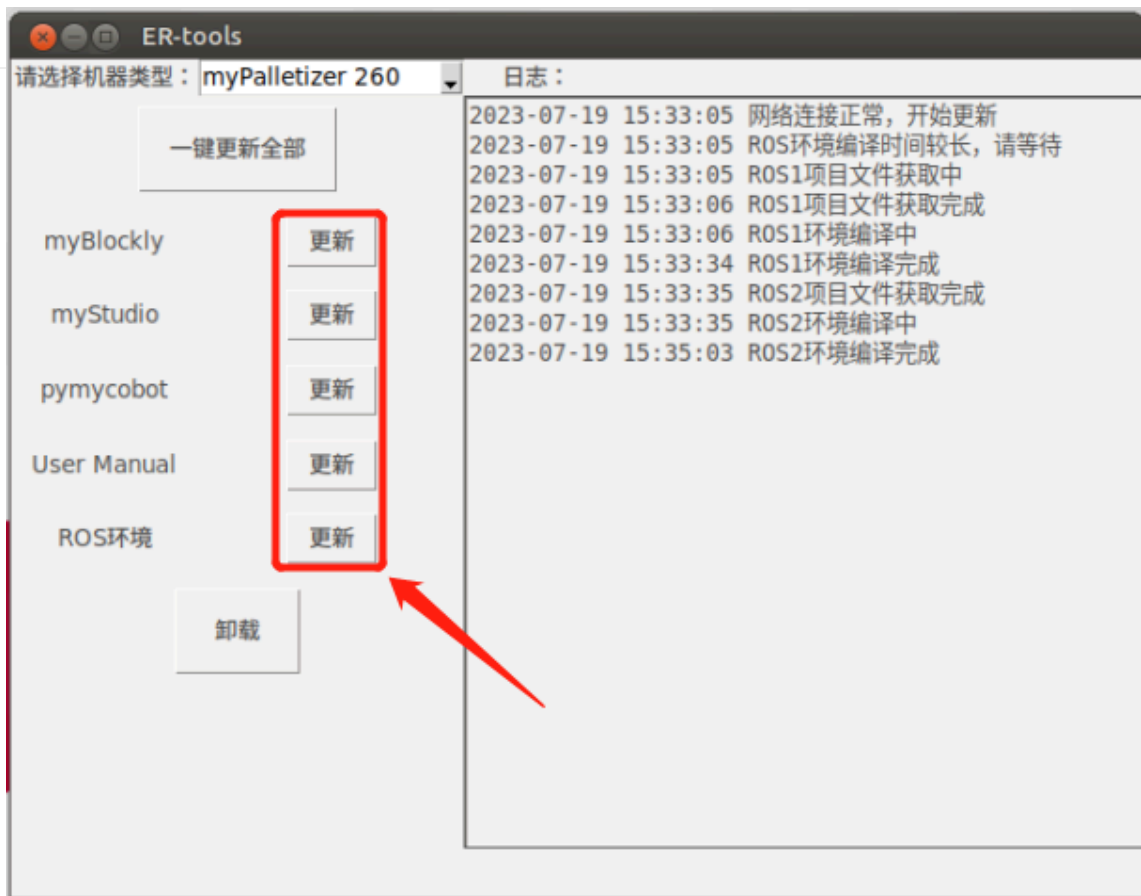 ER-tools
请选择机器类型： myPalletizer 260
一键更新全部
myBlockly 更新
myStudio 更新
pymycobot 更新
User Manual 更新
ROS环境 更新
卸载
日志：
2023-07-19 15:33:05 网络连接正常，开始更新
2023-07-19 15:33:05 ROS环境编译时间较长，请等待
2023-07-19 15:33:05 ROS1项目文件获取中
2023-07-19 15:33:06 ROS1项目文件获取完成
2023-07-19 15:33:06 ROS1环境编译中
2023-07-19 15:33:34 ROS1环境编译完成
2023-07-19 15:33:35 ROS2项目文件获取完成
2023-07-19 15:33:35 ROS2环境编译中
2023-07-19 15:35:03 ROS2环境编译完成